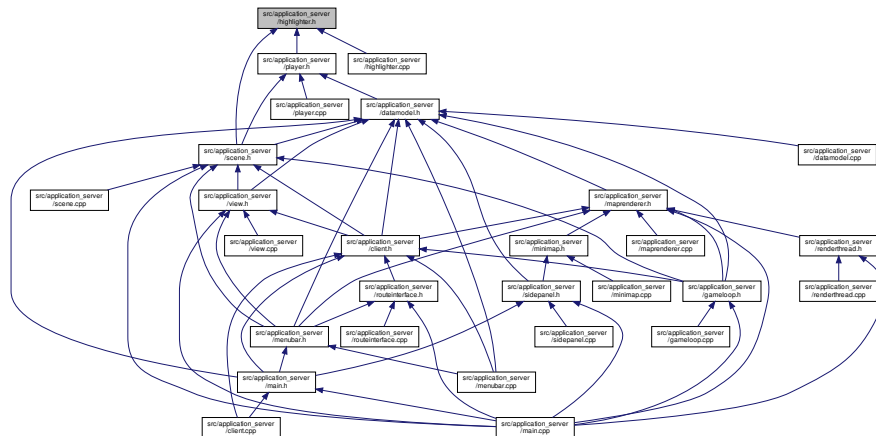 src/application_server
/highlighter.h
src/application_server
/player.h
src/application_server
/highlighter.cpp
src/application_server
/player.cpp
src/application_server
/datamodel.h
src/application_server
/scene.h
src/application_server
/datamodel.cpp
src/application_server
/scene.cpp
src/application_server
/view.h
src/application_server
/maprenderer.h
src/application_server
/view.cpp
src/application_server
/client.h
src/application_server
/minimap.h
src/application_server
/maprenderer.cpp
src/application_server
/renderthread.h
src/application_server
/routeinterface.h
src/application_server
/sidepanel.h
src/application_server
/minimap.cpp
src/application_server
/gameloop.h
src/application_server
/renderthread.cpp
src/application_server
/menubar.h
src/application_server
/routeinterface.cpp
src/application_server
/sidepanel.cpp
src/application_server
/gameloop.cpp
src/application_server
/main.h
src/application_server
/menubar.cpp
src/application_server
/client.cpp
src/application_server
/main.cpp